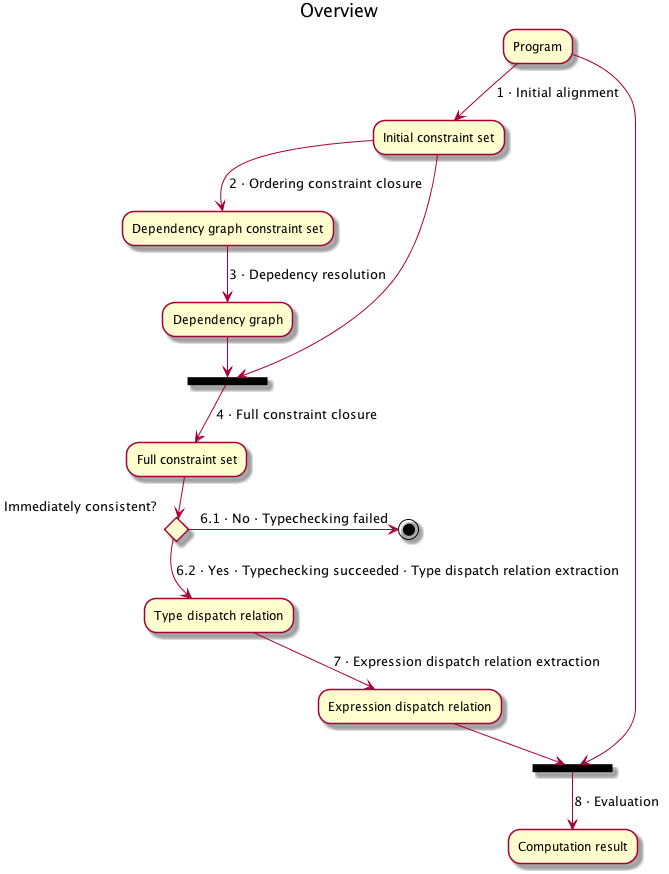 Overview
Program
1 · Initial alignment
Initial constraint set
2 · Ordering constraint closure
Dependency graph constraint set
3 · Depedency resolution
Dependency graph
4 · Full constraint closure
Full constraint set
Immediately consistent?
6.1 · No · Typechecking failed
6.2 · Yes · Typechecking succeeded · Type dispatch relation extraction
Type dispatch relation
7 · Expression dispatch relation extraction
Expression dispatch relation
8 · Evaluation
Computation result